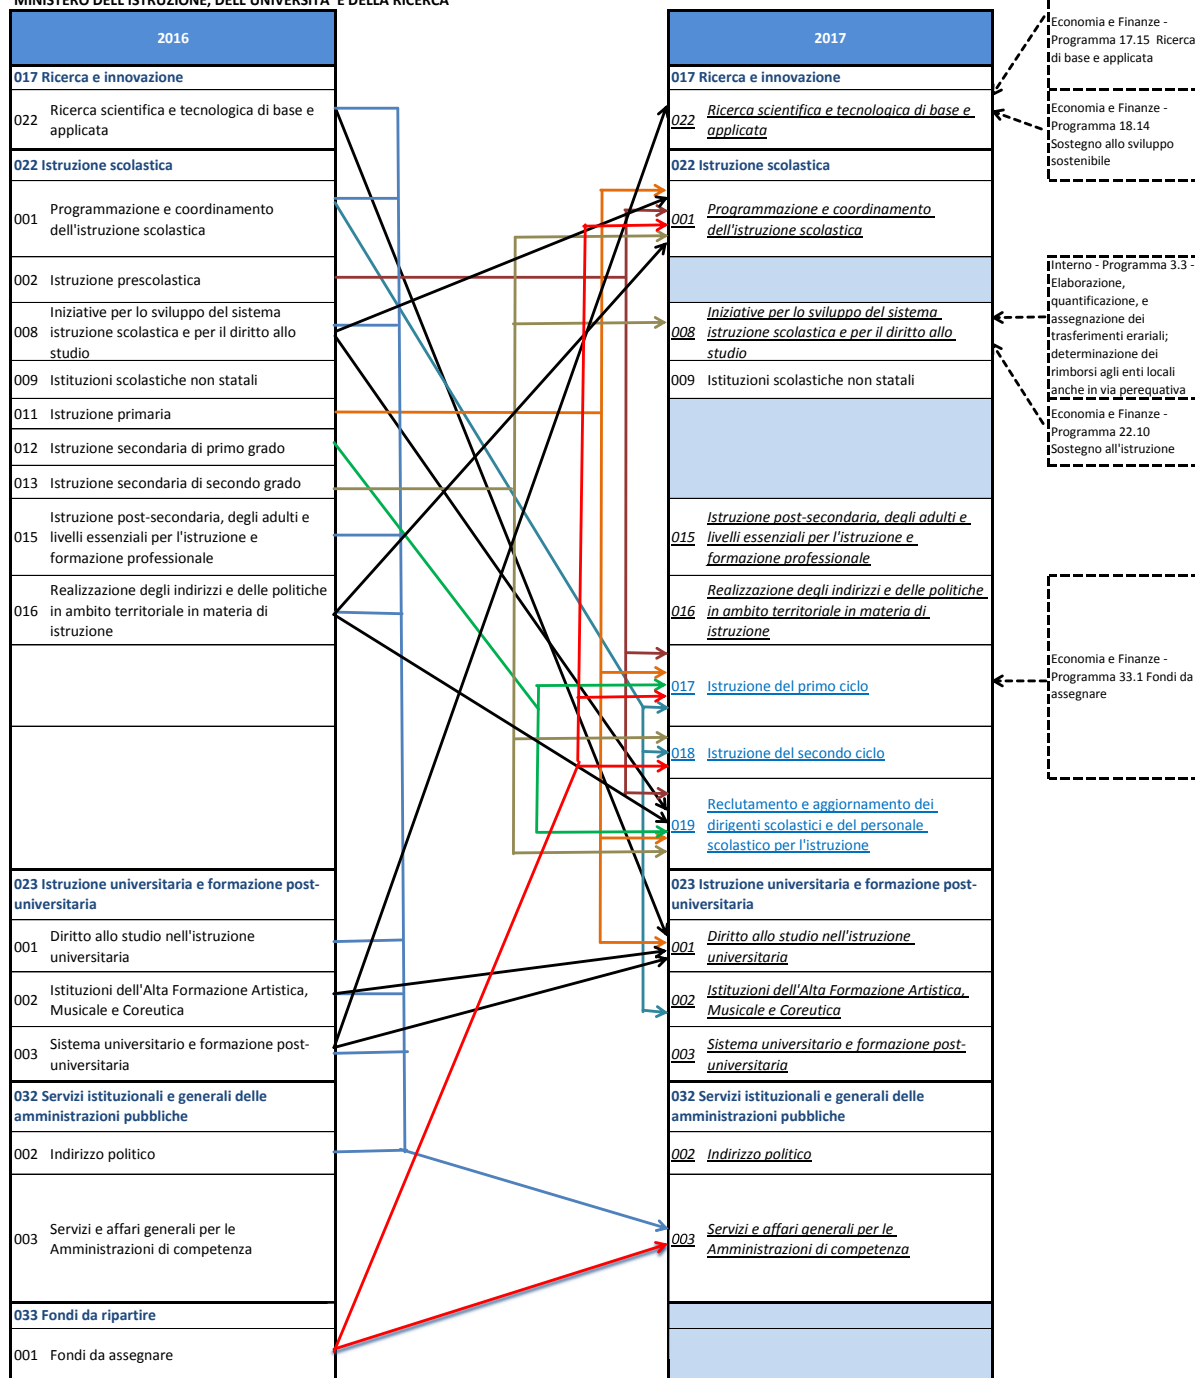 MINISTERO DELL'ISTRUZIONE, DELL'UNIVERSITA' E DELLA RICERCA
2016
017 Ricerca e innovazione
022 Ricerca scientifica e tecnologica di base e
applicata
022 Istruzione scolastica
001 Programmazione e coordinamento
dell'istruzione scolastica
002 Istruzione prescolastica
Iniziative per lo sviluppo del sistema
008 istruzione scolastica e per il diritto allo
studio
009 Istituzioni scolastiche non statali
011 Istruzione primaria
012 Istruzione secondaria di primo grado
013 Istruzione secondaria di secondo grado
Istruzione post-secondaria, degli adulti e
015 livelli essenziali per l'istruzione e
formazione professionale
Realizzazione degli indirizzi e delle politiche
016 in ambito territoriale in materia di
istruzione
023 Istruzione universitaria e formazione post-
universitaria
001 Diritto allo studio nell'istruzione
universitaria
002 Istituzioni dell'Alta Formazione Artistica,
Musicale e Coreutica
003 Sistema universitario e formazione post-
universitaria
032 Servizi istituzionali e generali delle
amministrazioni pubbliche
002 Indirizzo politico
003 Servizi e affari generali per le
Amministrazioni di competenza
033 Fondi da ripartire
001 Fondi da assegnare
2017
017 Ricerca e innovazione
022 Ricerca scientifica e tecnologica di base e
applicata
022 Istruzione scolastica
001 Programmazione e coordinamento
dell'istruzione scolastica
Iniziative per lo sviluppo del sistema
008 istruzione scolastica e per il diritto allo
studio
009 Istituzioni scolastiche non statali
Istruzione post-secondaria, degli adulti e
015 livelli essenziali per l'istruzione e
formazione professionale
Realizzazione degli indirizzi e delle politiche
016 in ambito territoriale in materia di
istruzione
017 Istruzione del primo ciclo
018 Istruzione del secondo ciclo
Reclutamento e aggiornamento dei
019 dirigenti scolastici e del personale
scolastico per l'istruzione
023 Istruzione universitaria e formazione post-
universitaria
001 Diritto allo studio nell'istruzione
universitaria
002 Istituzioni dell'Alta Formazione Artistica,
Musicale e Coreutica
003 Sistema universitario e formazione post-
universitaria
032 Servizi istituzionali e generali delle
amministrazioni pubbliche
002 Indirizzo politico
003 Servizi e affari generali per le
Amministrazioni di competenza
Economia e Finanze -
Programma 17.15 Ricerca
di base e applicata
Economia e Finanze -
Programma 18.14
Sostegno allo sviluppo
sostenibile
Interno - Programma 3.3 -
Elaborazione,
quantificazione, e
assegnazione dei
trasferimenti erariali;
determinazione dei
rimborsi agli enti locali
anche in via perequativa
Economia e Finanze -
Programma 22.10
Sostegno all'istruzione
Economia e Finanze -
Programma 33.1 Fondi da
assegnare